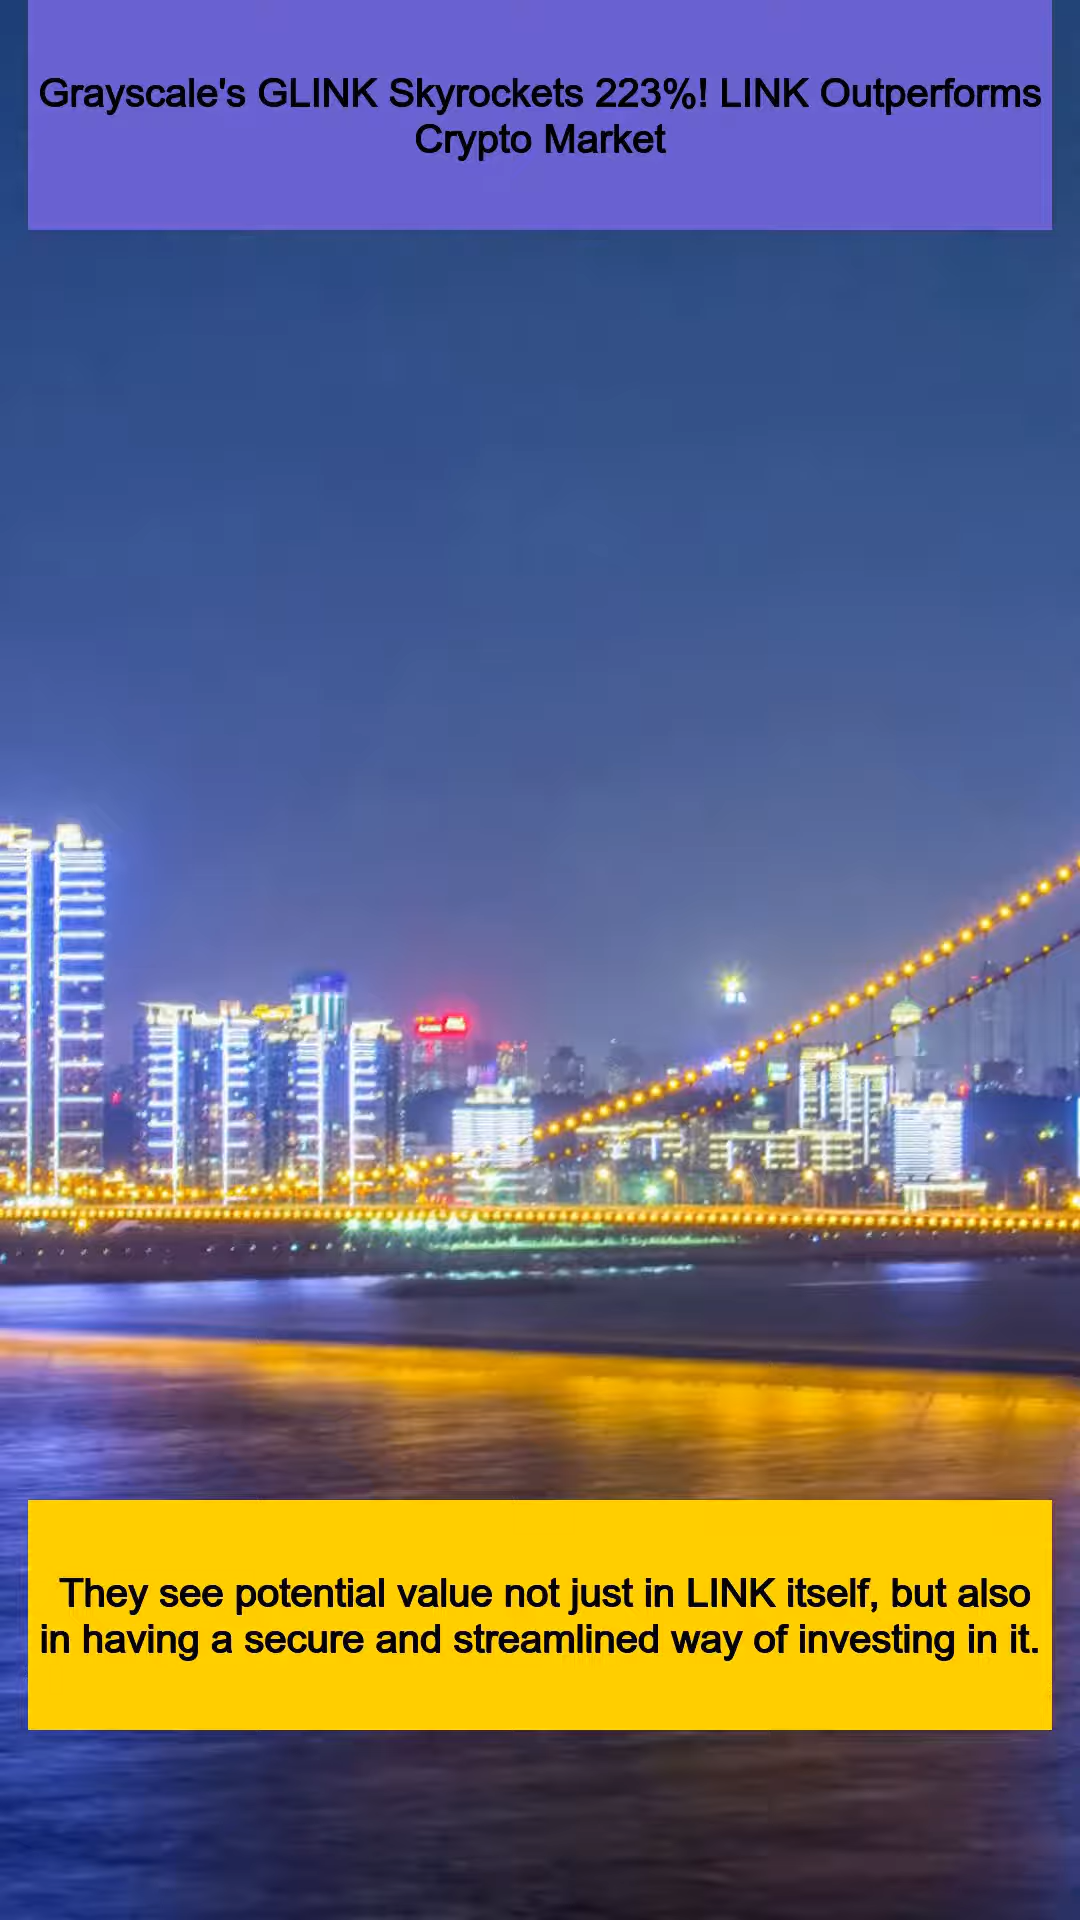 Grayscale's GLINK Skyrockets 223%! LINK Outperforms
Crypto Market
They see potential value not just in LINK itself, but also
in having a secure and streamlined way of investing in it.